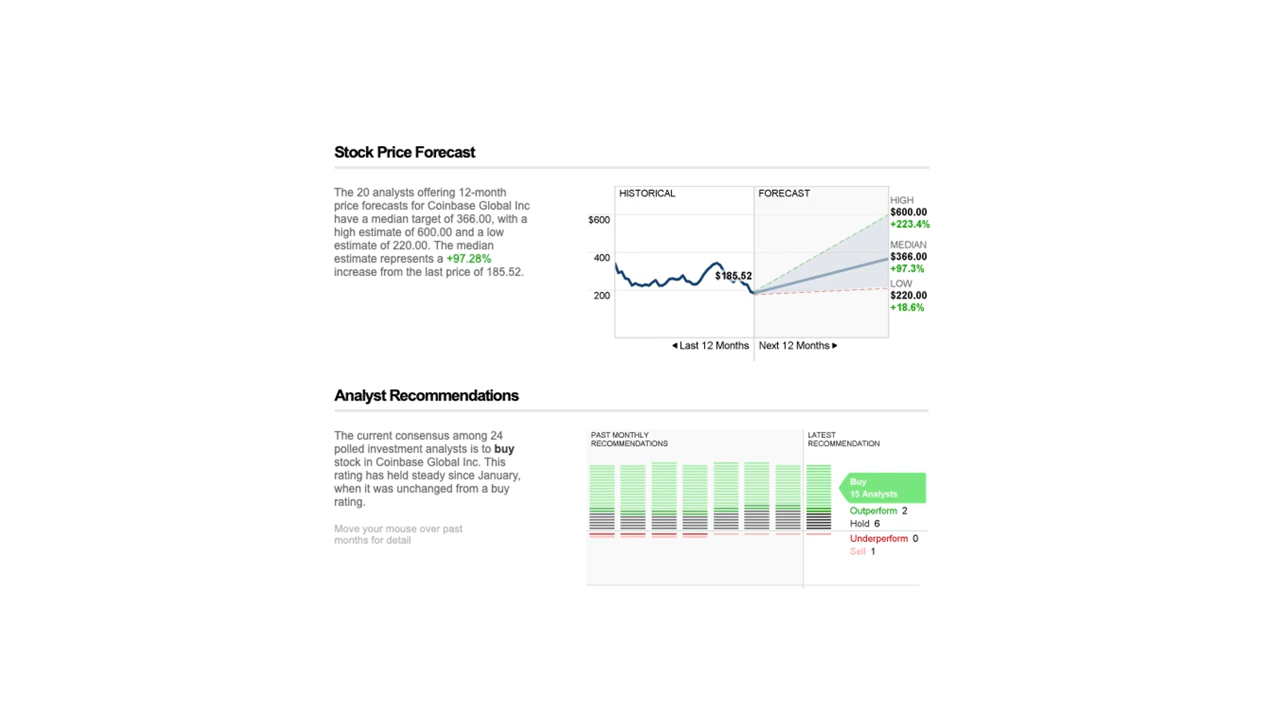 Stock Price Forecast
The 20 analysts offering 12-month
price forecasts for Coinbase Global Inc
have a median target of 366.00, with a
high estimate of 600.00 and a low
estimate of 220.00. The median
estimate represents a +97.28%
increase from the last price of 185.52.
HISTORICAL
FORECAST
$600
400
200
$185.52
HIGH
$600.00
+223.4%
MEDIAN
$366.00
+97.3%
LOW
$220.00
+18.6%
Last 12 Months
Next 12 Months
Analyst Recommendations
The current consensus among 24
polled investment analysts is to buy
stock in Coinbase Global Inc. This
rating has held steady since January,
when it was unchanged from a buy
rating.
Move your mouse over past
months for detail
PAST MONTHLY
RECOMMENDATIONS
LATEST
RECOMMENDATION
Buy
15 Analysts
Outperform 2
Hold 6
Underperform 0
Sell 1